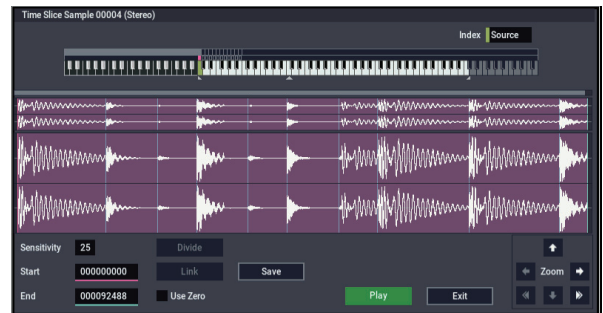 Time Slice Sample 00004 (Stereo)
Index Source
Sensitivity 25 Divide
Start 000000000 Link Save Zoom
End 000092488 Use Zero Play Exit